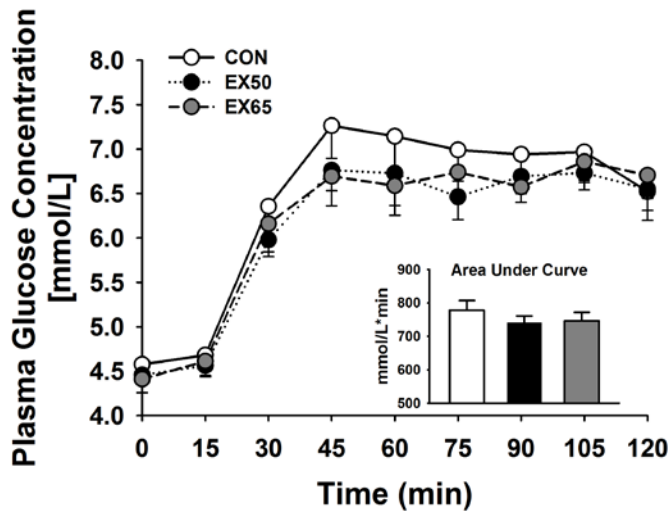 Plasma Glucose Concentration
[mmol/L]
8.0
7.5
7.0
6.5
6.0
5.5
5.0
4.5
4.0
CON
EX50
EX65
Area Under Curve
mmol/L*min
900
800
700
600
500
0 15 30 45 60 75 90 105 120
Time (min)